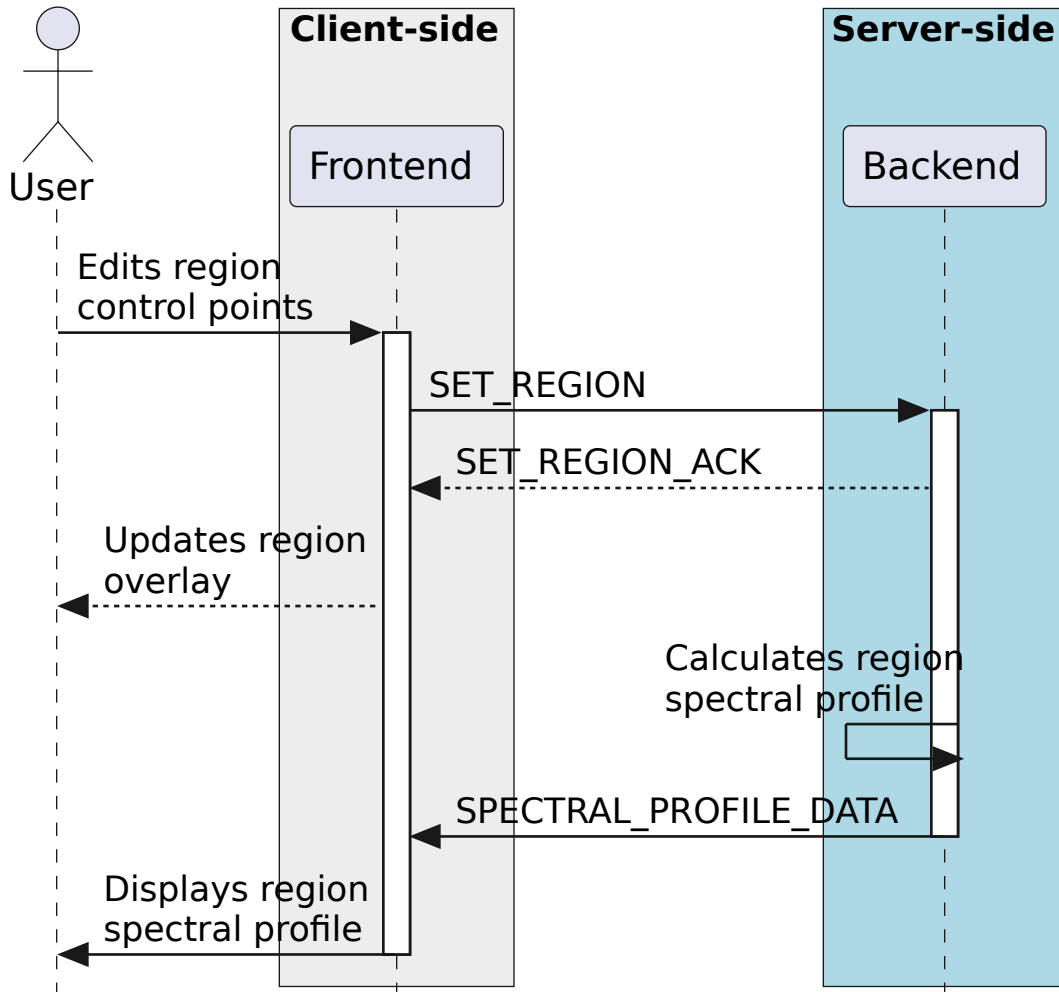 Client-side
Server-side
Frontend
Backend
User
Edits region
control points
SET_REGION
SET_REGION_ACK
Updates region
overlay
Calculates region
spectral profile
SPECTRAL_PROFILE_DATA
Displays region
spectral profile